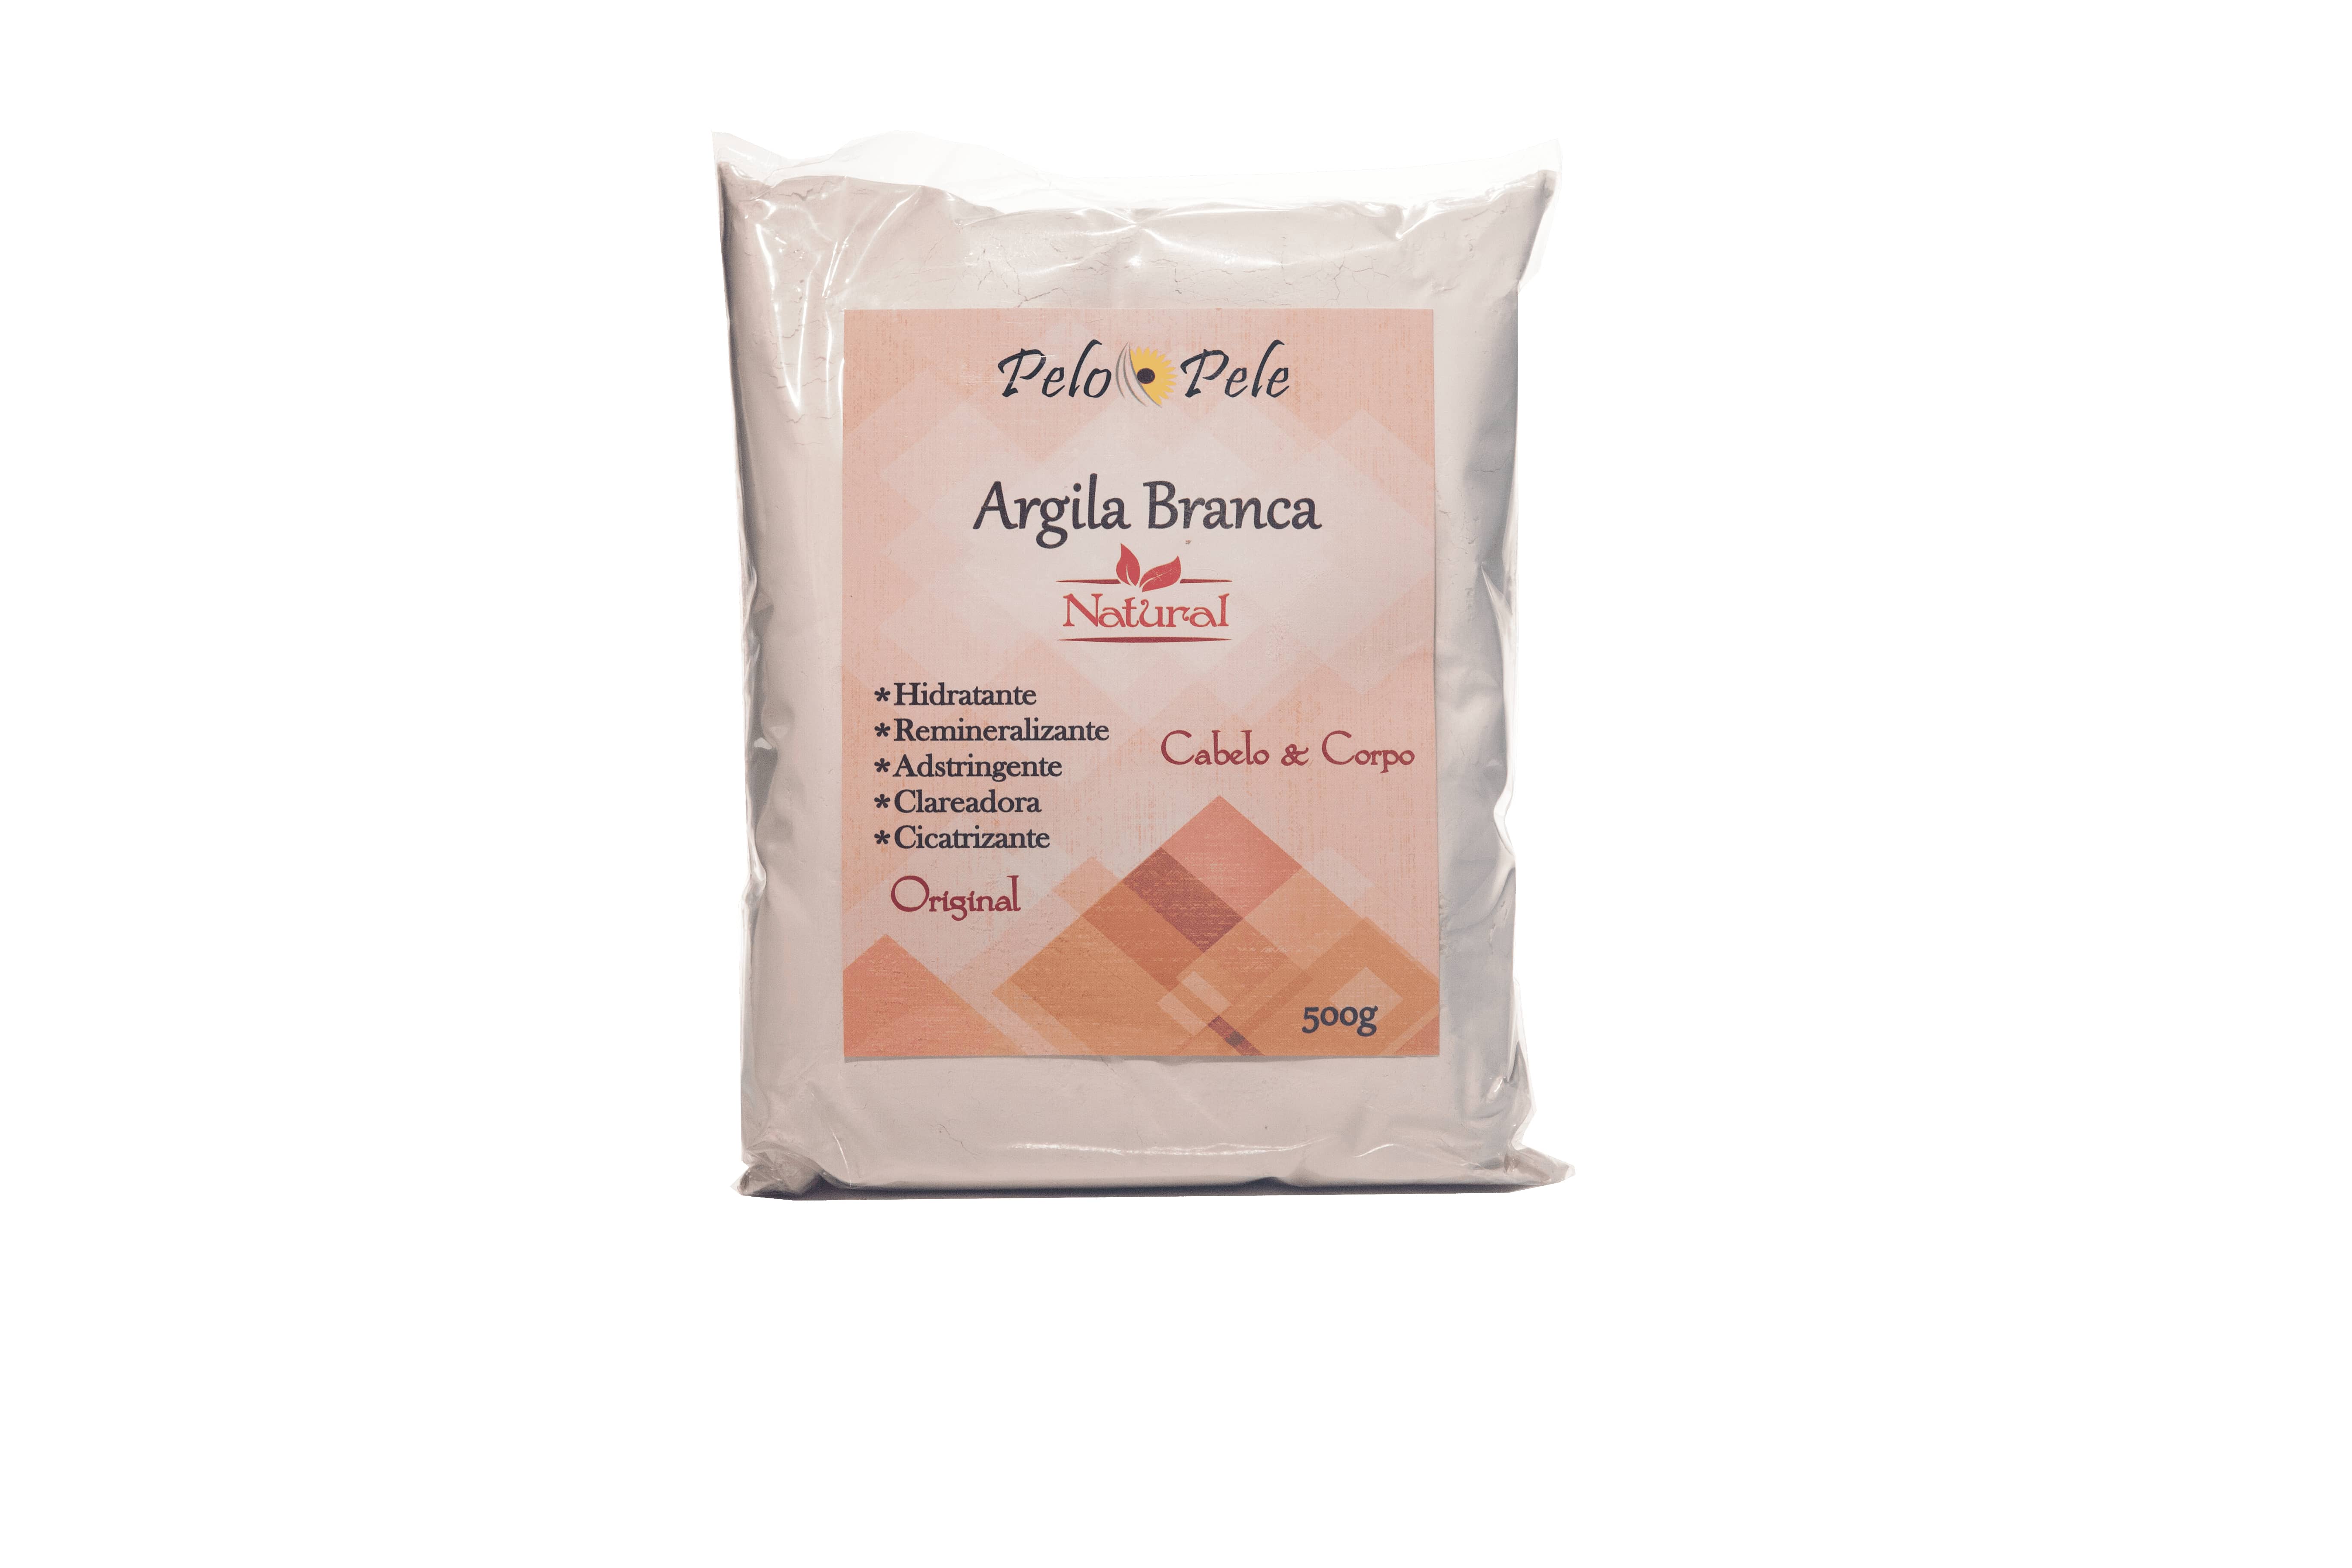 Pelo Pele
Argila Branca
Natural
*Hidratante
*Remineralizante
*Adstringente
*Clareadora
*Cicatrizante
Cabelo & Corpo
Original
500g